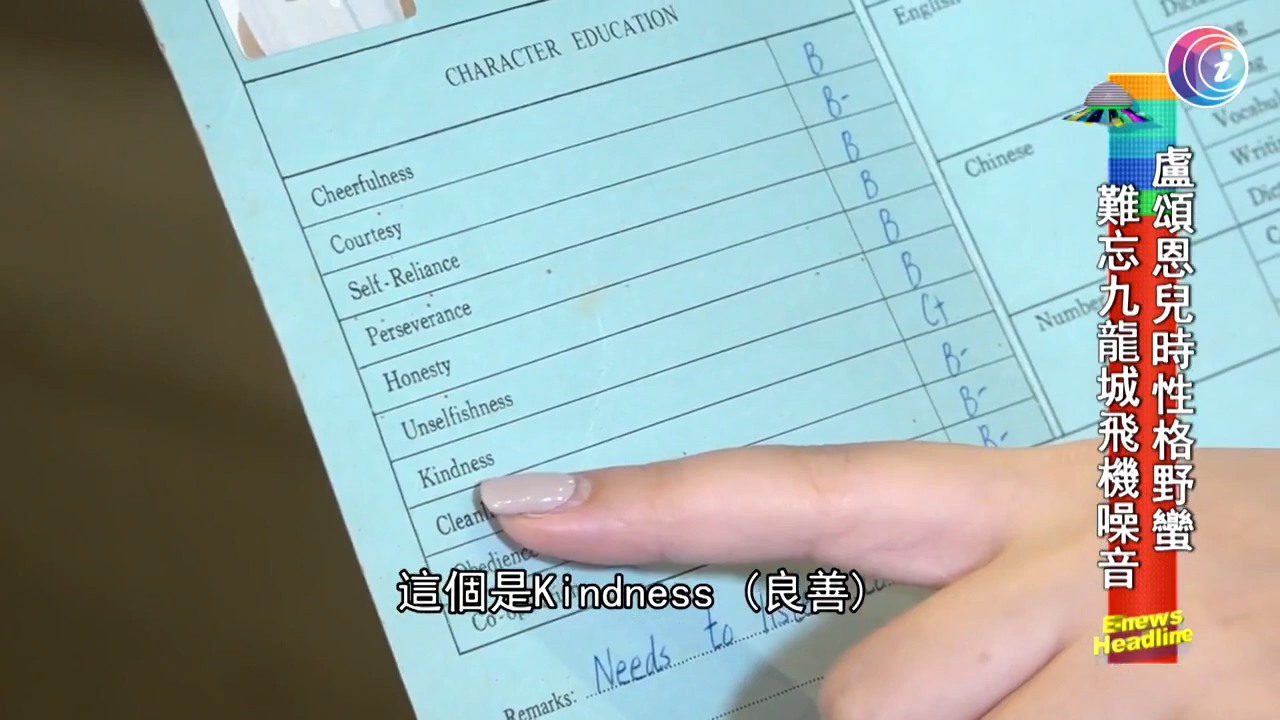 CHARACTER EDUCATION
Cheerfulness B
Courtesy B-
Self-Reliance B
Perseverance B
Honesty B
Unselfishness B
Kindness C+
B-
B-
B-
Remarks: Needs to
English
Chinese
盧頌恩兒時性格野蠻
難忘九龍城飛機噪音
E-news
Headline
i
這個是Kindness (良善)